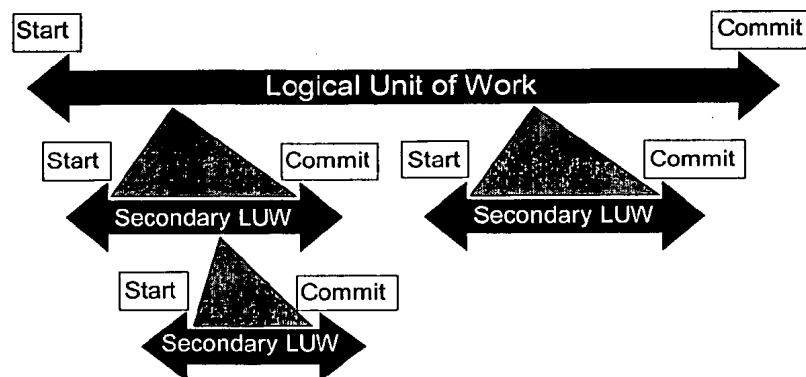 Start
Commit
Logical Unit of Work
Start
Commit
Start
Commit
Secondary LUW
Secondary LUW
Start
Commit
Secondary LUW